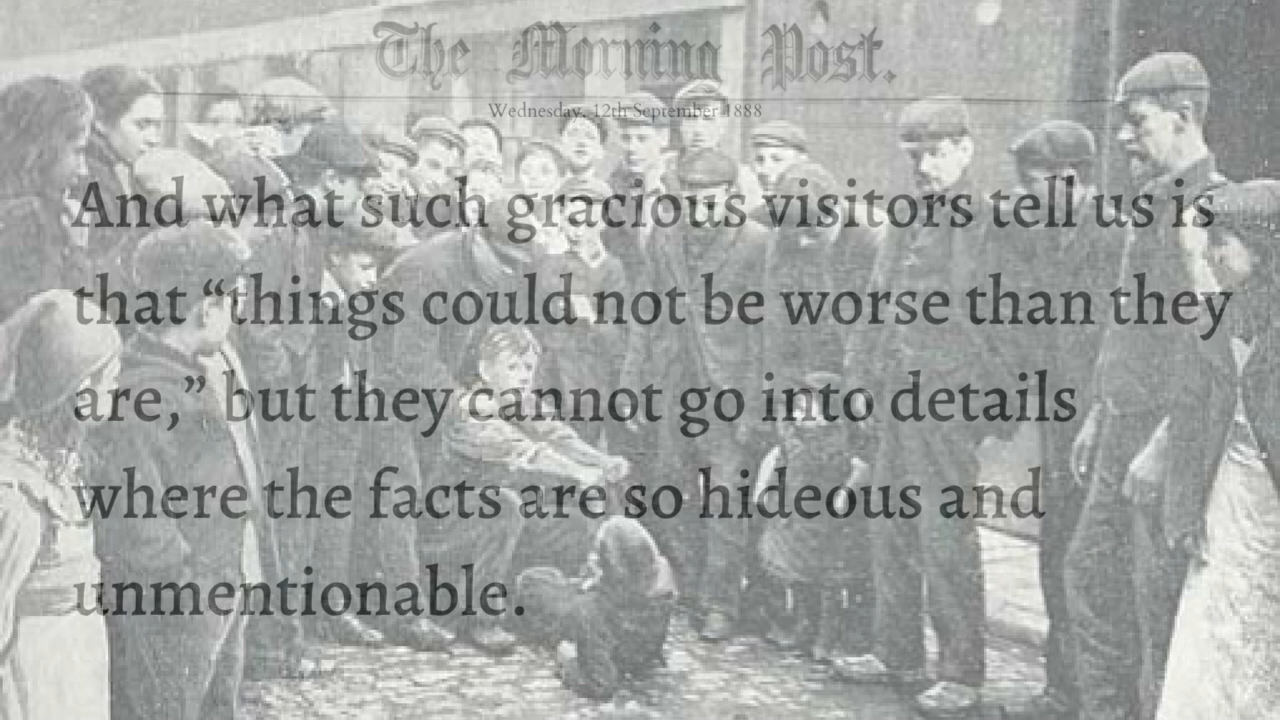 The Morning Post.
Wednesday, 12th September 1888
And what such gracious visitors tell us is
that “things could not be worse than they
are,” but they cannot go into details
where the facts are so hideous and
unmentionable.